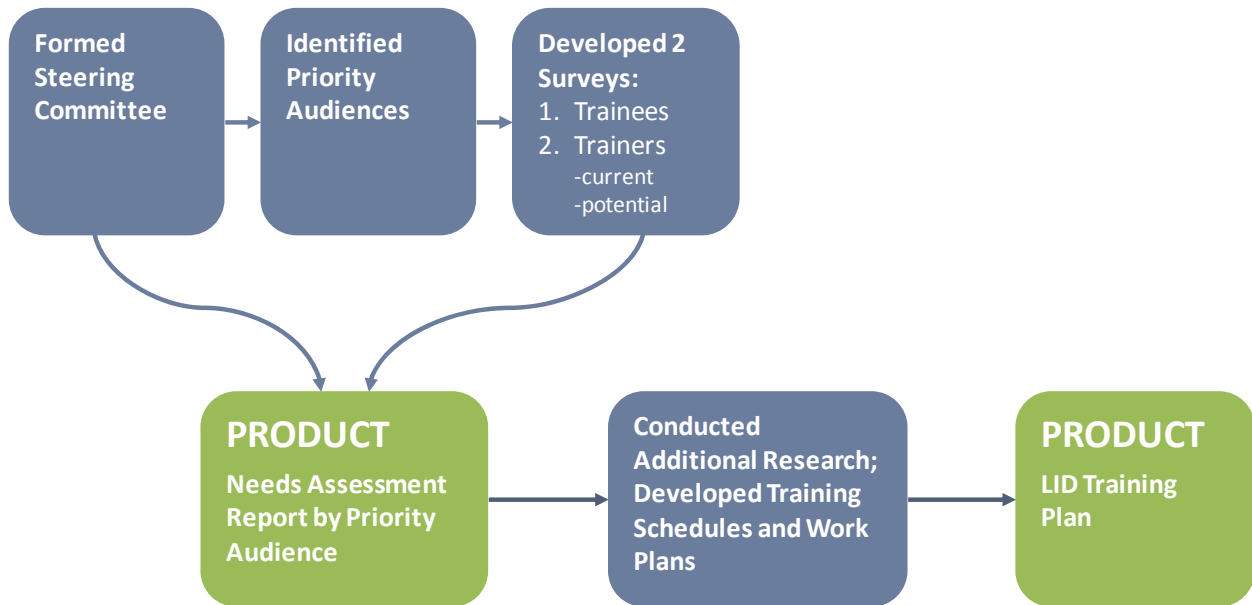 Formed
Steering
Committee
Identified
Priority
Audiences
Developed 2
Surveys:
1. Trainees
2. Trainers
-current
-potential
PRODUCT
Needs Assessment
Report by Priority
Audience
Conducted
Additional Research;
Developed Training
Schedules and Work
Plans
PRODUCT
LID Training
Plan